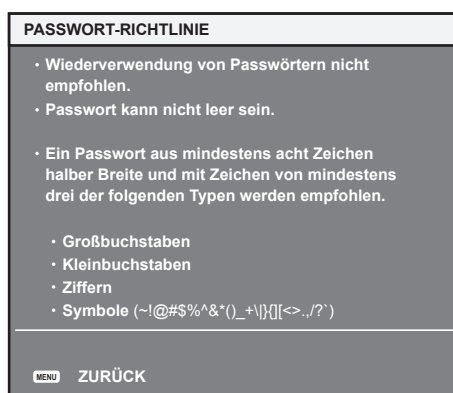 PASSWORT-RICHTLINIE
· Wiederverwendung von Passwörtern nicht
empfohlen.
· Passwort kann nicht leer sein.
· Ein Passwort aus mindestens acht Zeichen
halber Breite und mit Zeichen von mindestens
drei der folgenden Typen werden empfohlen.
· Großbuchstaben
· Kleinbuchstaben
· Ziffern
· Symbole (~!@#$%^&*()_+\|}{][<>.,/?`)
MENU ZURÜCK